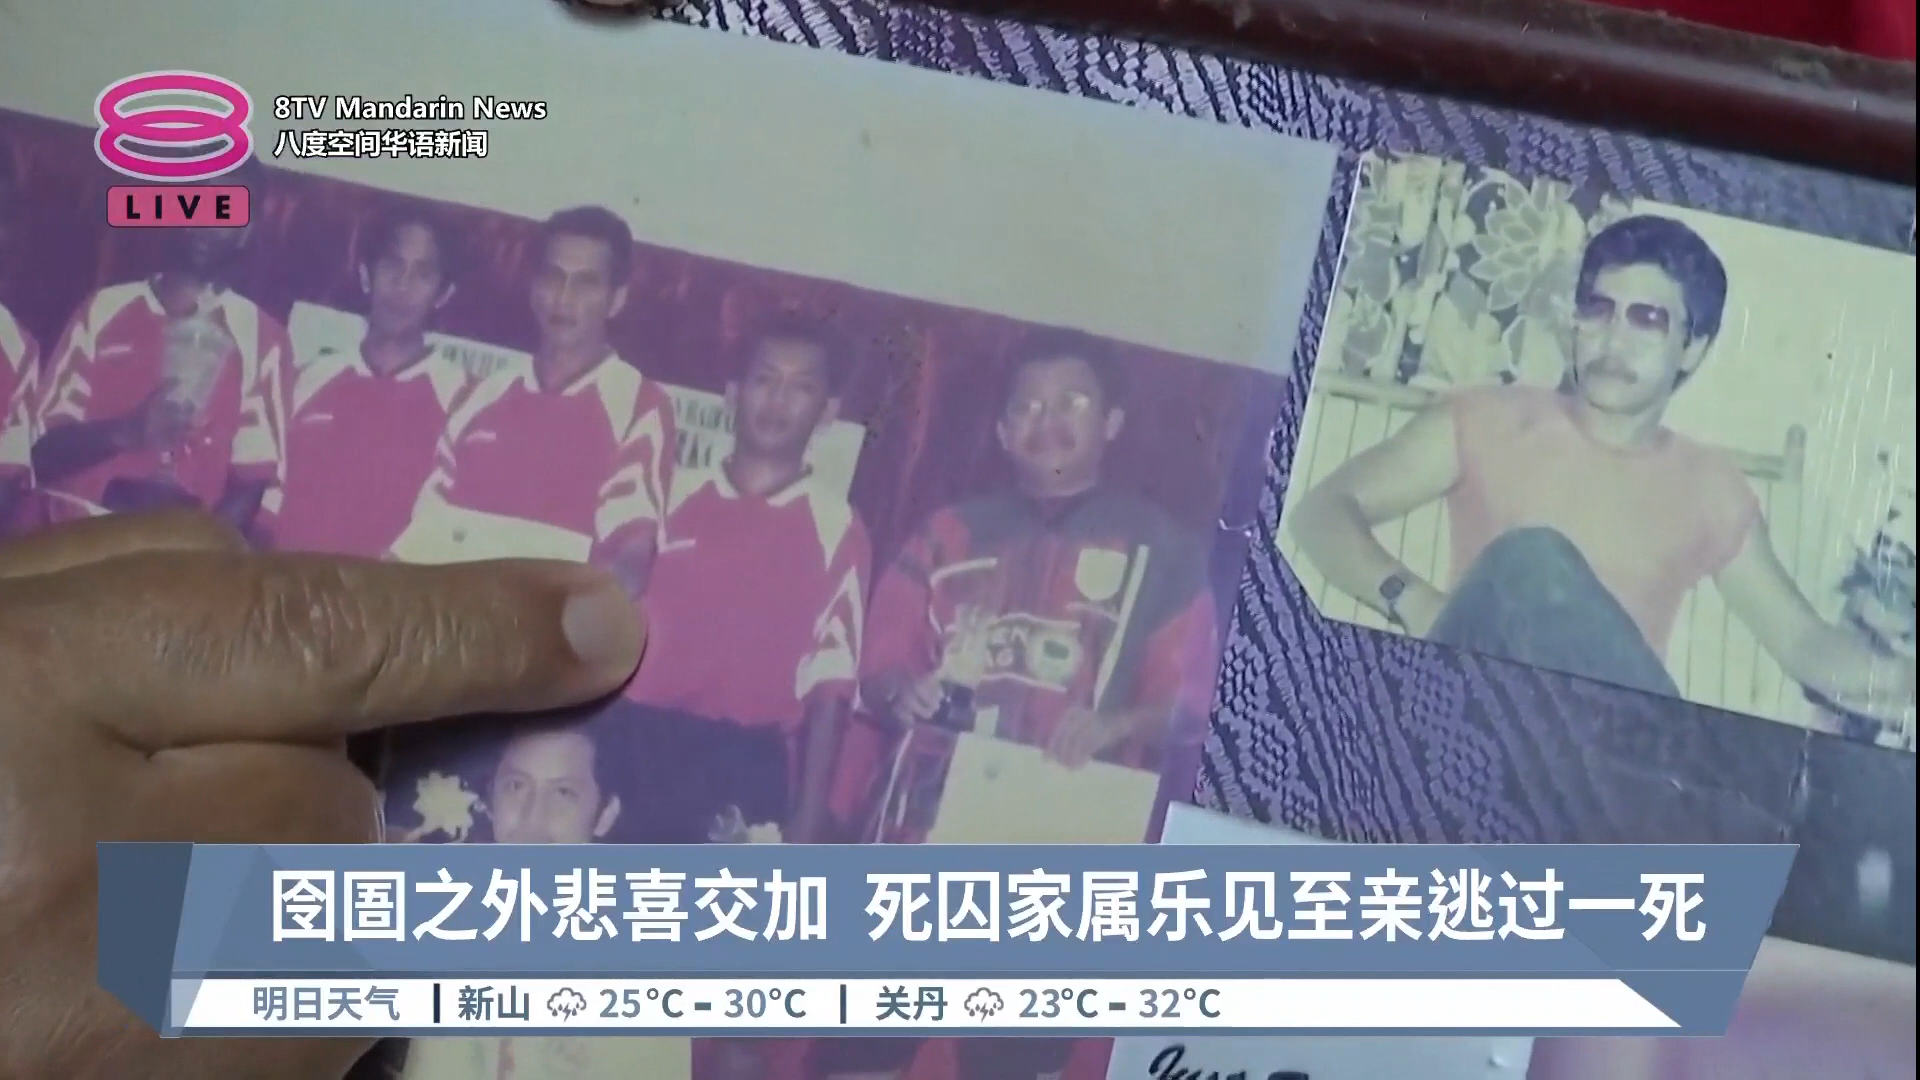 8TV Mandarin News
八度空间华语新闻
LIVE
囹圄之外悲喜交加 死囚家属乐见至亲逃过一死
明日天气 | 新山 25°C - 30°C | 关丹 23°C - 32°C